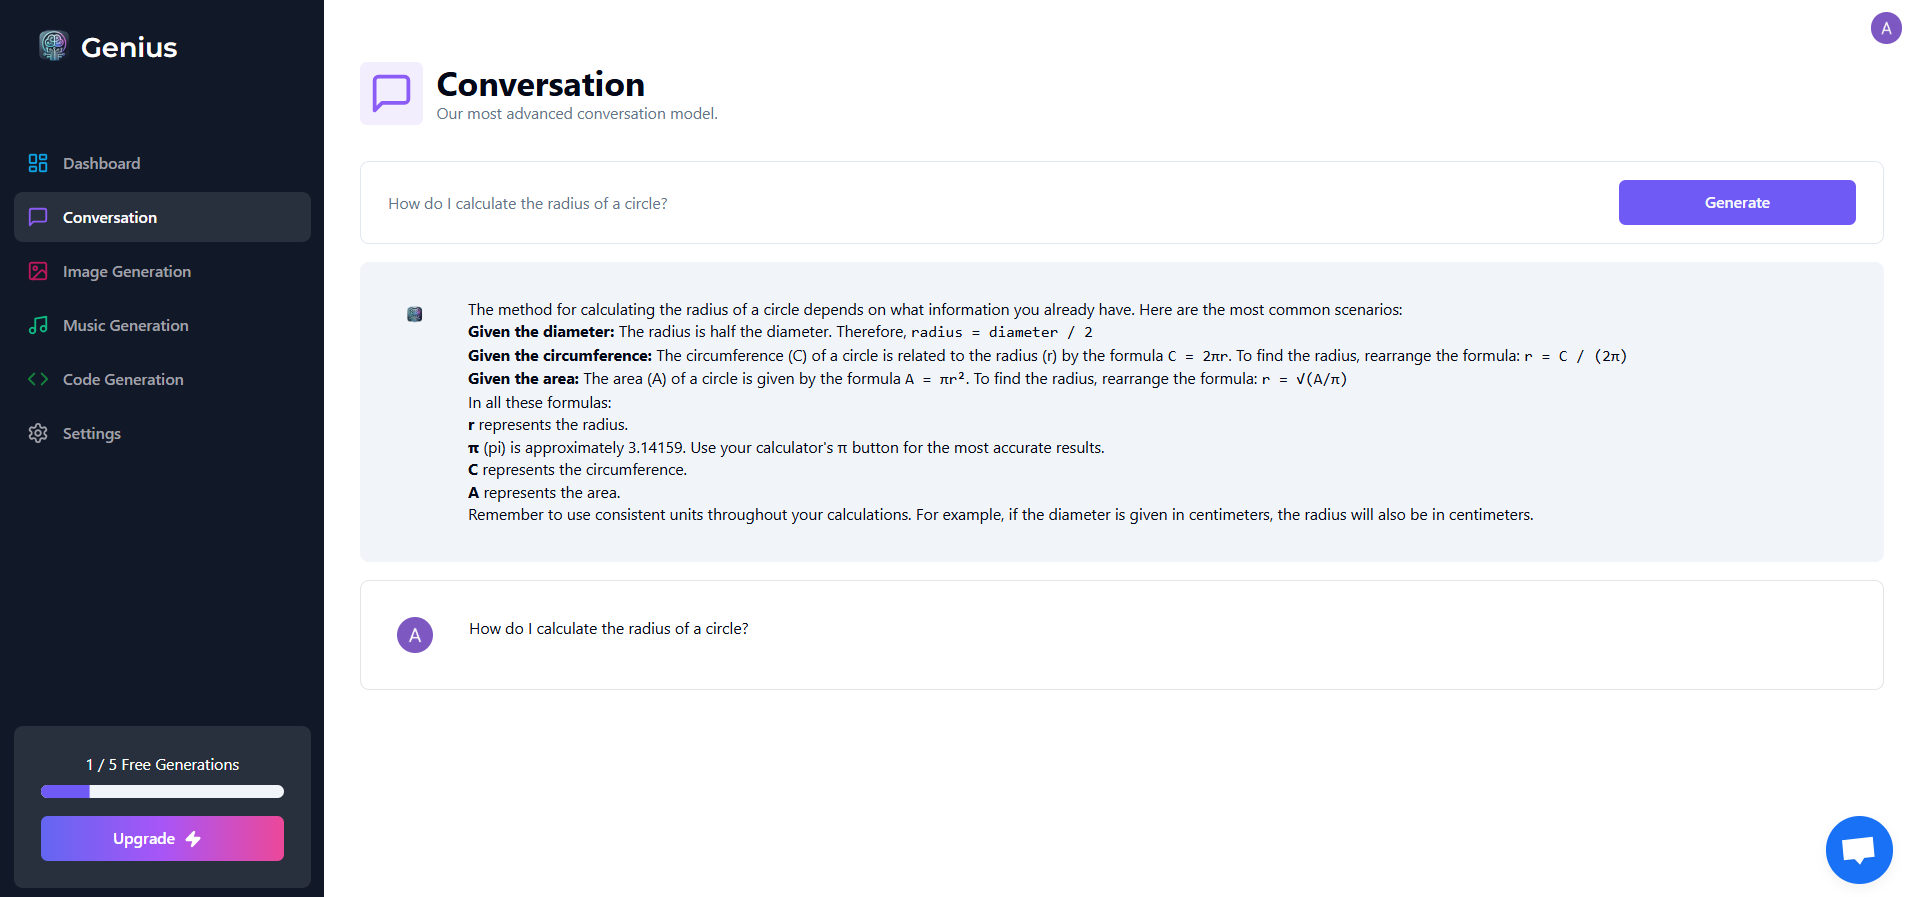 Genius
Dashboard
Conversation
Image Generation
Music Generation
Code Generation
Settings
1 / 5 Free Generations
Upgrade
A
Conversation
Our most advanced conversation model.
How do I calculate the radius of a circle?
Generate
The method for calculating the radius of a circle depends on what information you already have. Here are the most common scenarios:
Given the diameter: The radius is half the diameter. Therefore, radius = diameter / 2
Given the circumference: The circumference (C) of a circle is related to the radius (r) by the formula C = 2πr. To find the radius, rearrange the formula: r = C / (2π)
Given the area: The area (A) of a circle is given by the formula A = πr². To find the radius, rearrange the formula: r = √(A/π)
In all these formulas:
r represents the radius.
π (pi) is approximately 3.14159. Use your calculator's π button for the most accurate results.
C represents the circumference.
A represents the area.
Remember to use consistent units throughout your calculations. For example, if the diameter is given in centimeters, the radius will also be in centimeters.
A
How do I calculate the radius of a circle?